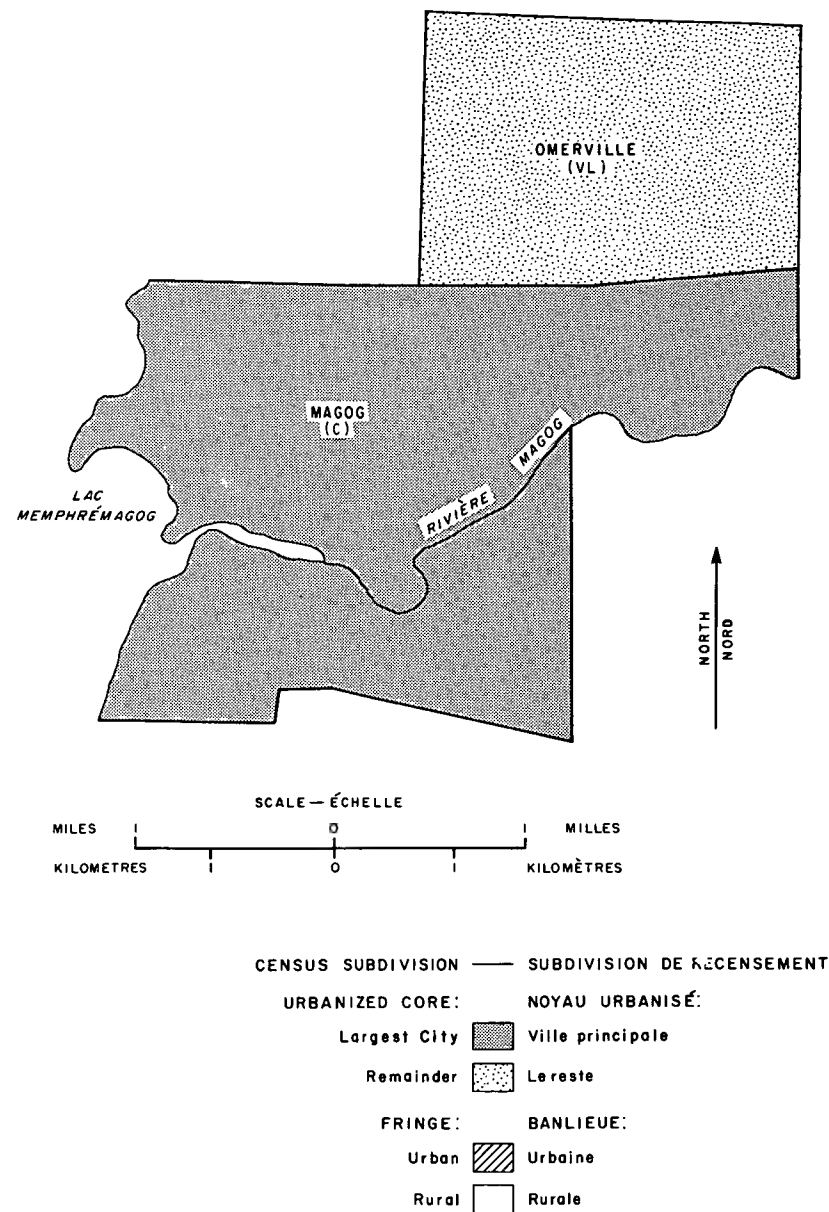 OMERVILLE
(VL)
MAGOG
(C)
MAGOG
RIVIÈRE
LAC
MEMPHRÉMAGOG
NORTH
NORD
SCALE — ÉCHELLE
MILES 1 0 1 MILLES
KILOMETRES 1 0 1 KILOMÈTRES
CENSUS SUBDIVISION — SUBDIVISION DE RECENSEMENT
URBANIZED CORE: NOYAU URBANISÉ:
Largest City Ville principale
Remainder Le reste
FRINGE: BANLIEUE:
Urban Urbaine
Rural Rurale